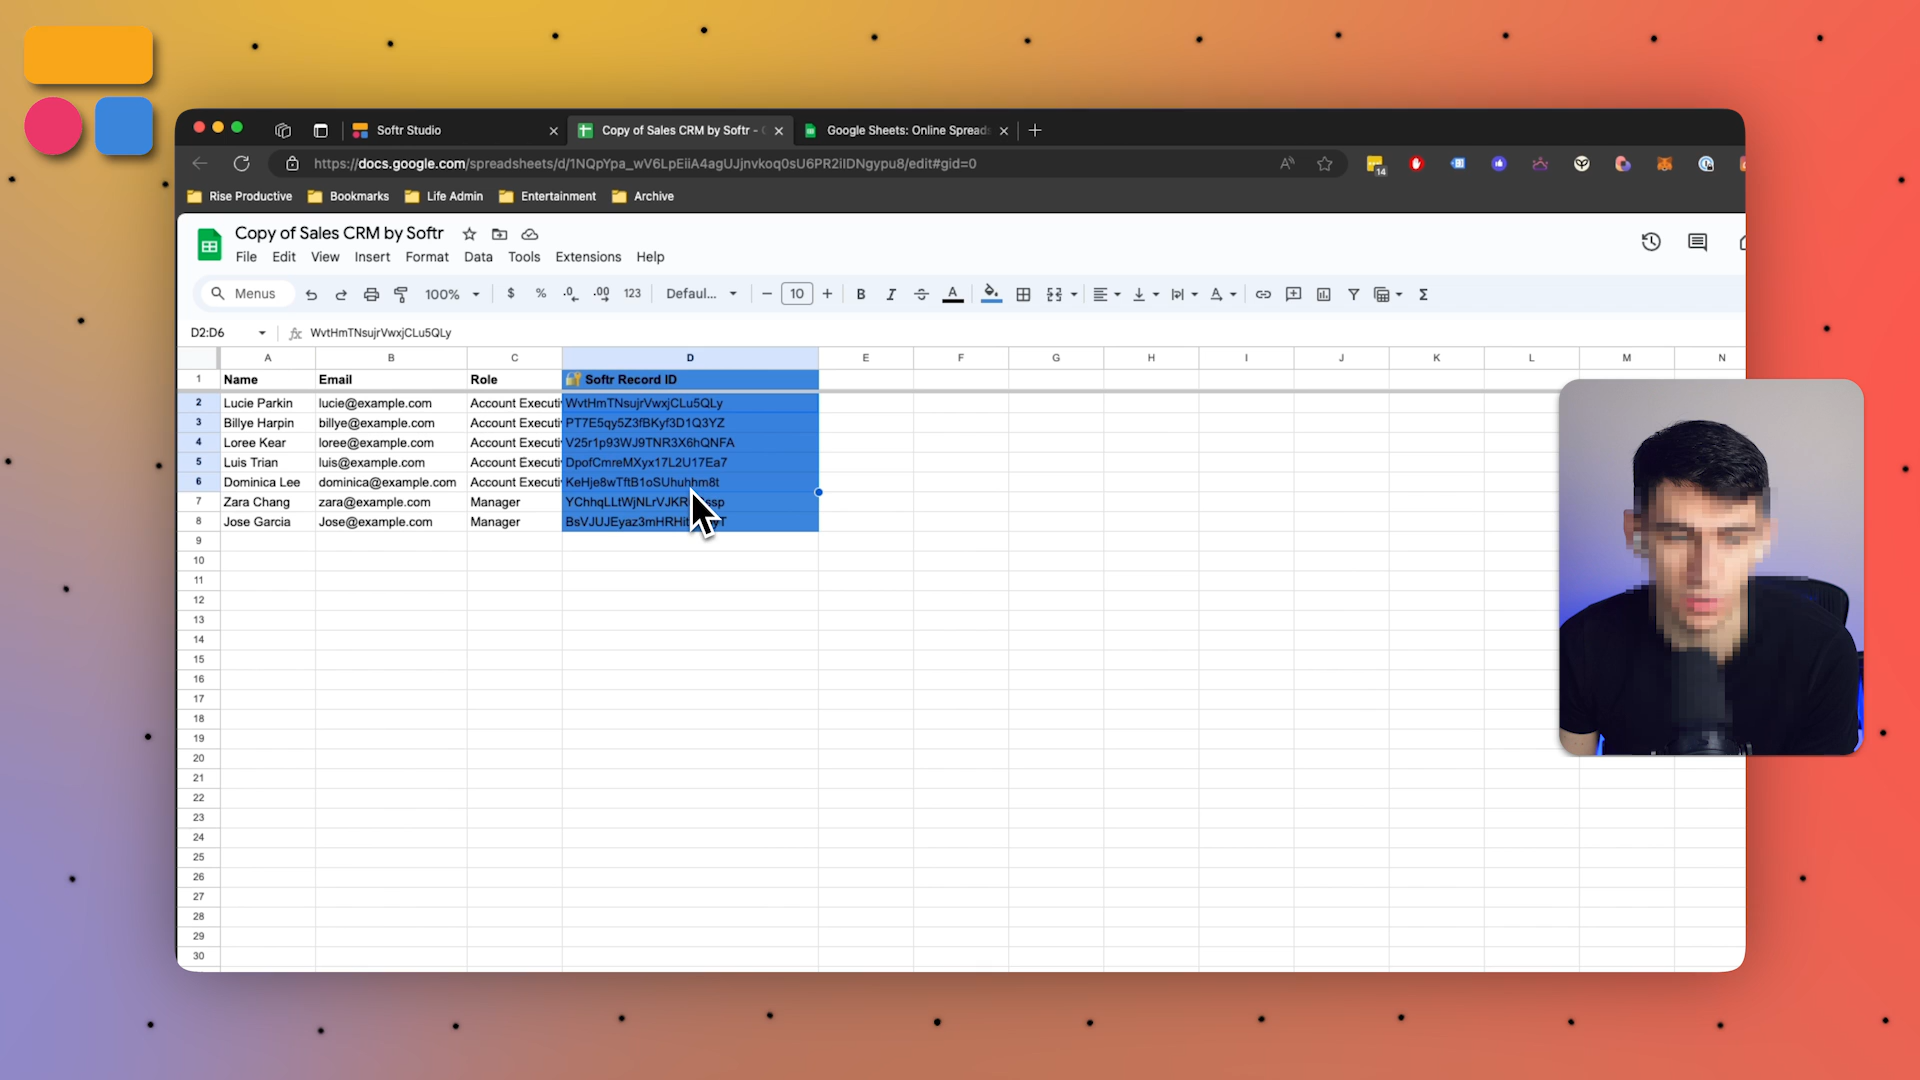 Softr Studio
Copy of Sales CRM by Softr -
Google Sheets: Online Spread
https://docs.google.com/spreadsheets/d/1NQpYpa_wV6LpEiiA4agUJjnvkoq0sU6PR2iIDNgypu8/edit#gid=0
14
Rise Productive Bookmarks Life Admin Entertainment Archive
Copy of Sales CRM by Softr
File Edit View Insert Format Data Tools Extensions Help
Menus 100% $ % .0 .00 123 Defaul... − 10 + B I A Σ
D2:D6 fx WvtHmTNsujrVwxjCLu5QLy
A B C D E F G H I J K L M N
1 Name Email Role 🔐 Softr Record ID
2 Lucie Parkin lucie@example.com Account Executi WvtHmTNsujrVwxjCLu5QLy
3 Billye Harpin billye@example.com Account Executi PT7E5qy5Z3fBKyf3D1Q3YZ
4 Loree Kear loree@example.com Account Executi V25r1p93WJ9TNR3X6hQNFA
5 Luis Trian luis@example.com Account Executi DpofCmreMXyx17L2U17Ea7
6 Dominica Lee dominica@example.com Account Executi KeHje8wTftB1oSUhuhhm8t
7 Zara Chang zara@example.com Manager
8 Jose Garcia Jose@example.com Manager
9
10
11
12
13
14
15
16
17
18
19
20
21
22
23
24
25
26
27
28
29
30